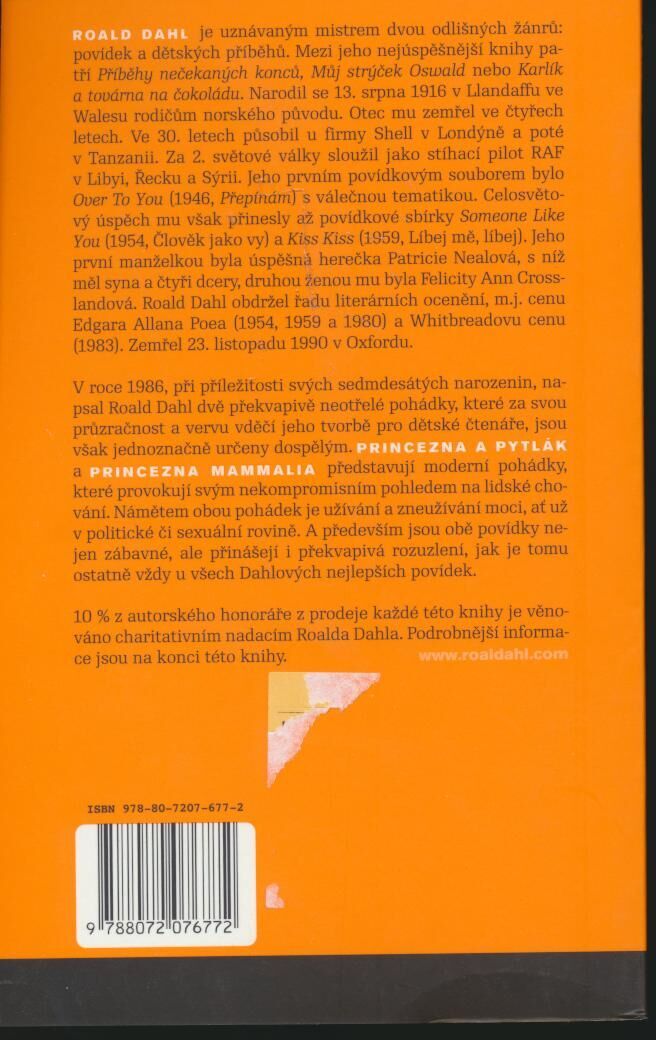 ROALD DAHL je uznávaným mistrem dvou odlišných žánrů:
povídek a dětských příběhů. Mezi jeho nejúspěšnější knihy pa-
tří Příběhy nečekaných konců, Můj strýček Oswald nebo Karlík
a továrna na čokoládu. Narodil se 13. srpna 1916 v Llandaffu ve
Walesu rodičům norského původu. Otec mu zemřel ve čtyřech
letech. Ve 30. letech působil u firmy Shell v Londýně a poté
v Tanzanii. Za 2. světové války sloužil jako stíhací pilot RAF
v Libyi, Řecku a Sýrii. Jeho prvním povídkovým souborem bylo
Over To You (1946, Přepínám) s válečnou tematikou. Celosvěto-
vý úspěch mu však přinesly až povídkové sbírky Someone Like
You (1954, Člověk jako vy) a Kiss Kiss (1959, Líbej mě, líbej). Jeho
první manželkou byla úspěšná herečka Patricie Nealová, s níž
měl syna a čtyři dcery, druhou ženou mu byla Felicity Ann Cross-
landová. Roald Dahl obdržel řadu literárních ocenění, m.j. cenu
Edgara Allana Poea (1954, 1959 a 1980) a Whitbreadovu cenu
(1983). Zemřel 23. listopadu 1990 v Oxfordu.
V roce 1986, při příležitosti svých sedmdesátých narozenin, na-
psal Roald Dahl dvě překvapivě neotřelé pohádky, které za svou
průzračnost a vervu vděčí jeho tvorbě pro dětské čtenáře, jsou
však jednoznačně určeny dospělým. PRINCEZNA A PYTLÁK
a PRINCEZNA MAMMALIA představují moderní pohádky,
které provokují svým nekompromisním pohledem na lidské cho-
vání. Námětem obou pohádek je užívání a zneužívání moci, ať už
v politické či sexuální rovině. A především jsou obě povídky ne-
jen zábavné, ale přinášejí i překvapivá rozuzlení, jak je tomu
ostatně vždy u všech Dahlových nejlepších povídek.
10 % z autorského honoráře z prodeje každé této knihy je věno-
váno charitativním nadacím Roalda Dahla. Podrobnější informa-
ce jsou na konci této knihy. www.roaldahl.com
ISBN 978-80-7207-677-2
9 788072 076772